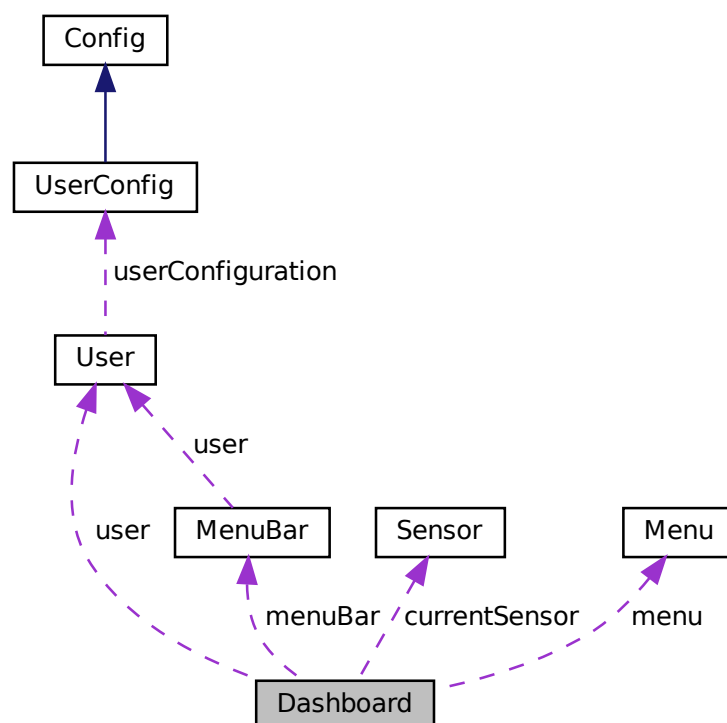 Config
UserConfig
userConfiguration
User
user
user
MenuBar
Sensor
Menu
menuBar
currentSensor
menu
Dashboard